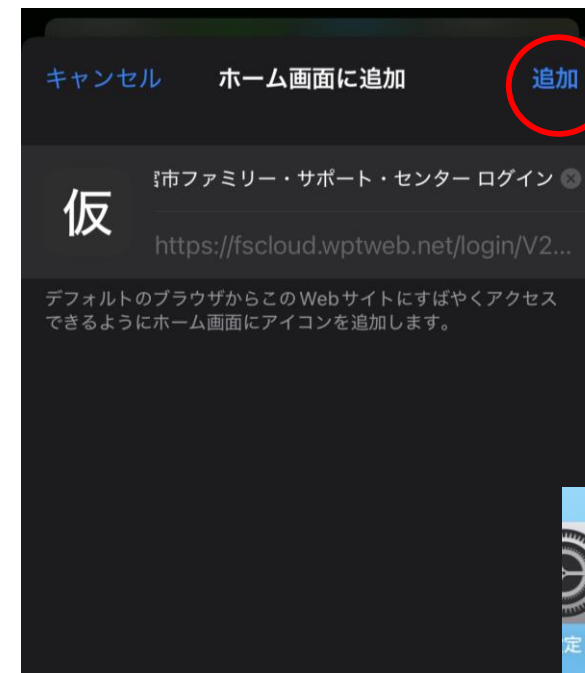 キャンセル ホーム画面に追加 追加
仮
市ファミリー・サポート・センター ログイン
https://fscloud.wptweb.net/login/V2...
デフォルトのブラウザからこのWebサイトにすばやくアクセス
できるようにホーム画面にアイコンを追加します。
定